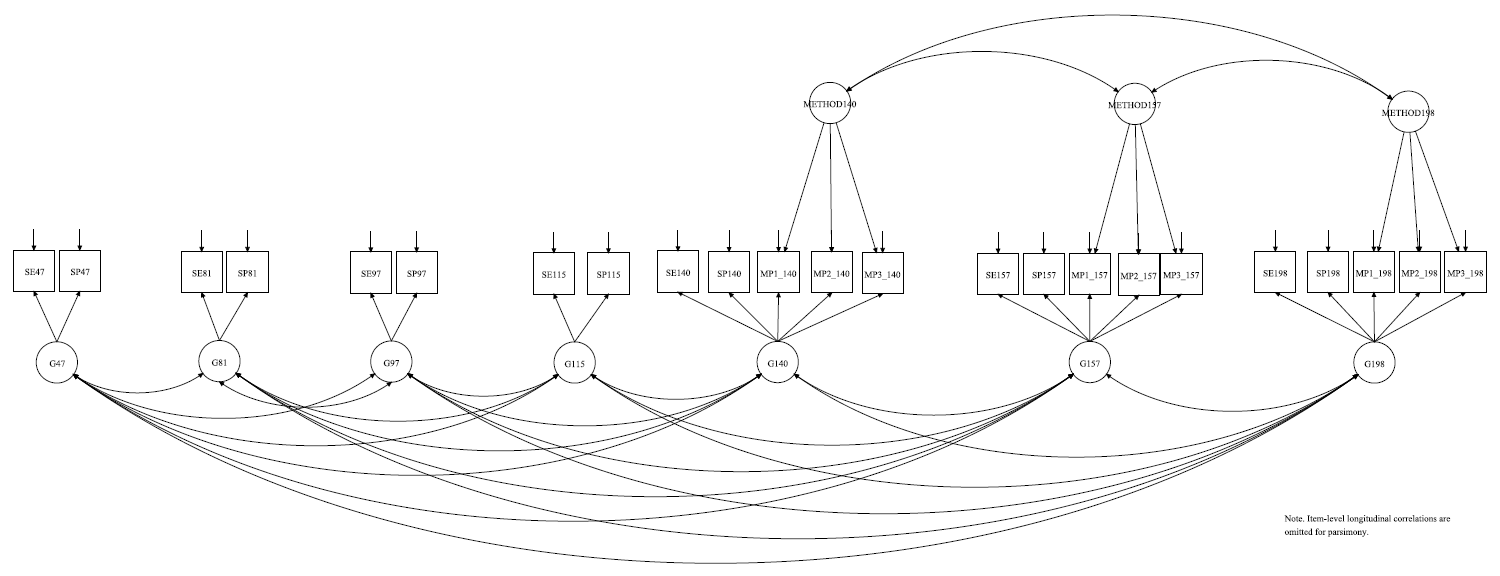 METHOD140 METHOD157 METHOD198
SE47 SP47 SE81 SP81 SE97 SP97 SE115 SP115 SE140 SP140 MP1_140 MP2_140 MP3_140 SE157 SP157 MP1_157 MP2_157 MP3_157 SE198 SP198 MP1_198 MP2_198 MP3_198
G47 G81 G97 G115 G140 G157 G198
Note. Item-level longitudinal correlations are
omitted for parsimony.